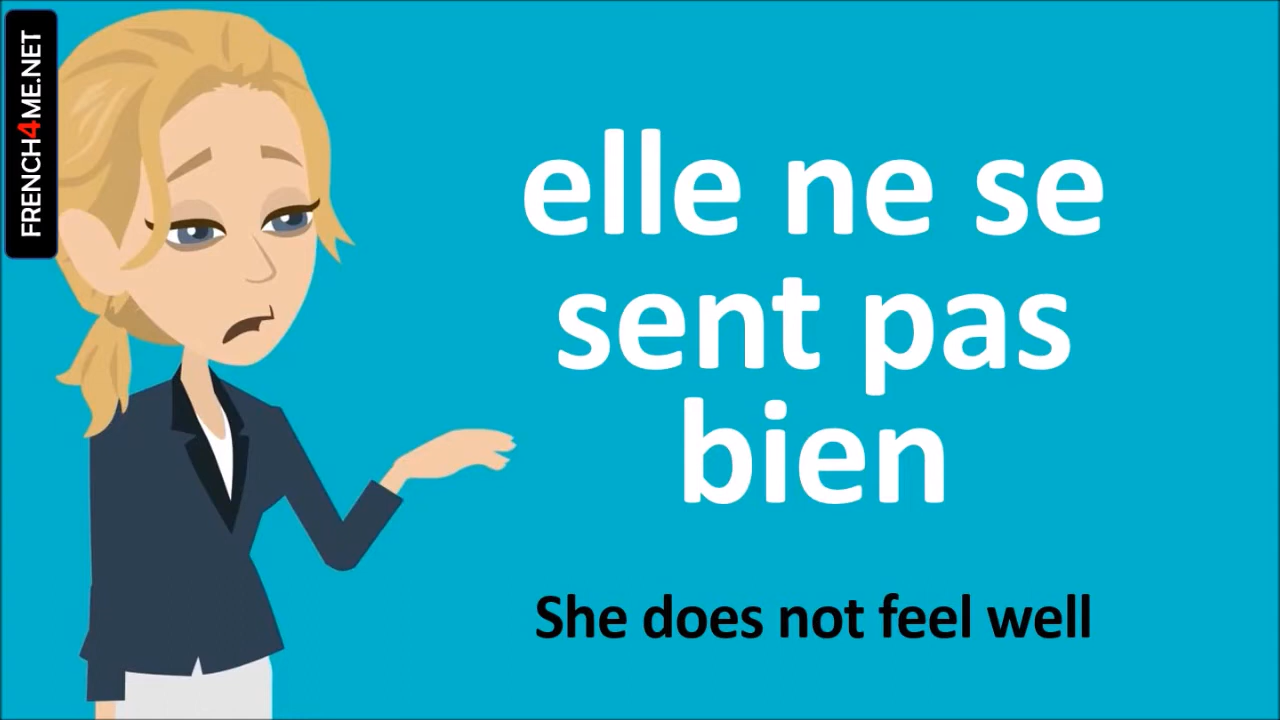 FRENCH4ME.NET
elle ne se
sent pas
bien
She does not feel well